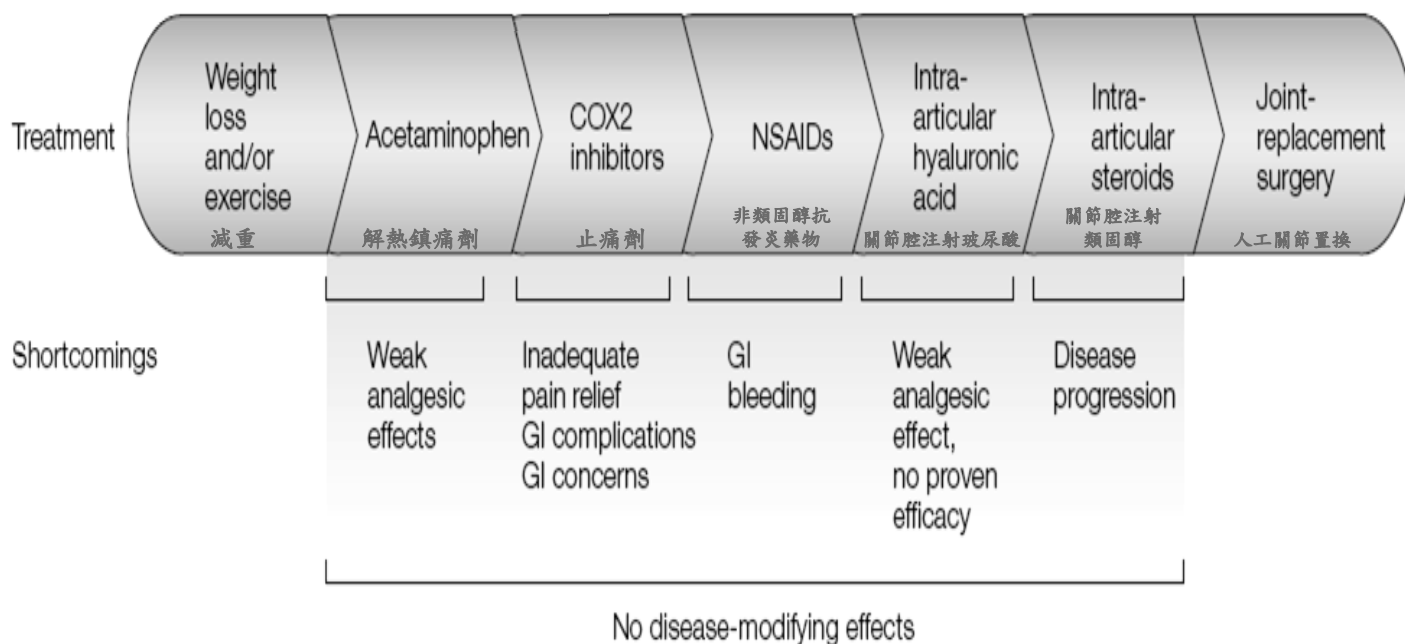 Treatment
Weight
loss
and/or
exercise
減重
Acetaminophen
解熱鎮痛劑
COX2
inhibitors
止痛劑
NSAIDs
非類固醇抗
發炎藥物
Intra-
articular
hyaluronic
acid
關節腔注射玻尿酸
Intra-
articular
steroids
關節腔注射
類固醇
Joint-
replacement
surgery
人工關節置換
Shortcomings
Weak
analgesic
effects
Inadequate
pain relief
GI complications
GI concerns
GI
bleeding
Weak
analgesic
effect,
no proven
efficacy
Disease
progression
No disease-modifying effects